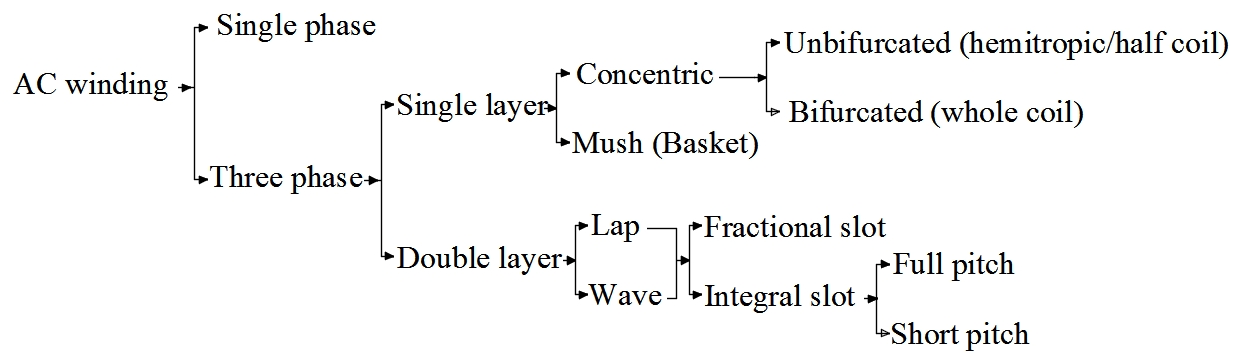 Single phase
AC winding
Three phase
Single layer
Concentric
Unbifurcated (hemitropic/half coil)
Bifurcated (whole coil)
Mush (Basket)
Double layer
Lap
Wave
Fractional slot
Integral slot
Full pitch
Short pitch